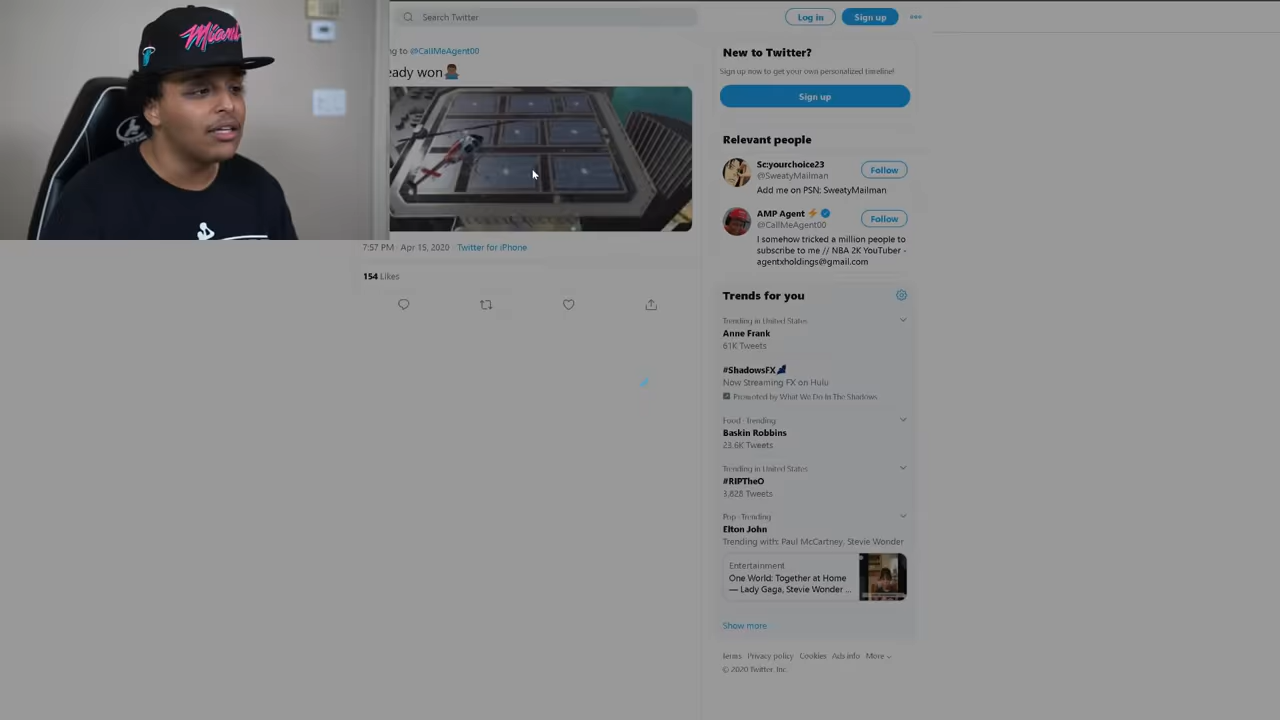 Miami
Search Twitter
Log in
Sign up
ng to @CallMeAgent00
eady won
7:57 PM · Apr 15, 2020 · Twitter for iPhone
154 Likes
New to Twitter?
Sign up now to get your own personalized timeline!
Sign up
Relevant people
Sc:yourchoice23
@SweatyMailman
Follow
Add me on PSN: SweatyMailman
AMP Agent ⚡
@CallMeAgent00
Follow
I somehow tricked a million people to
subscribe to me // NBA 2K YouTuber -
agentxholdings@gmail.com
Trends for you
Trending in United States
Anne Frank
61K Tweets
#ShadowsFX
Now Streaming FX on Hulu
Promoted by What We Do In The Shadows
Food · Trending
Baskin Robbins
23.6K Tweets
Trending in United States
#RIPTheO
3,828 Tweets
Pop · Trending
Elton John
Trending with: Paul McCartney, Stevie Wonder
Entertainment
One World: Together at Home
— Lady Gaga, Stevie Wonder ...
Show more
Terms Privacy policy Cookies Ads info More
© 2020 Twitter, Inc.